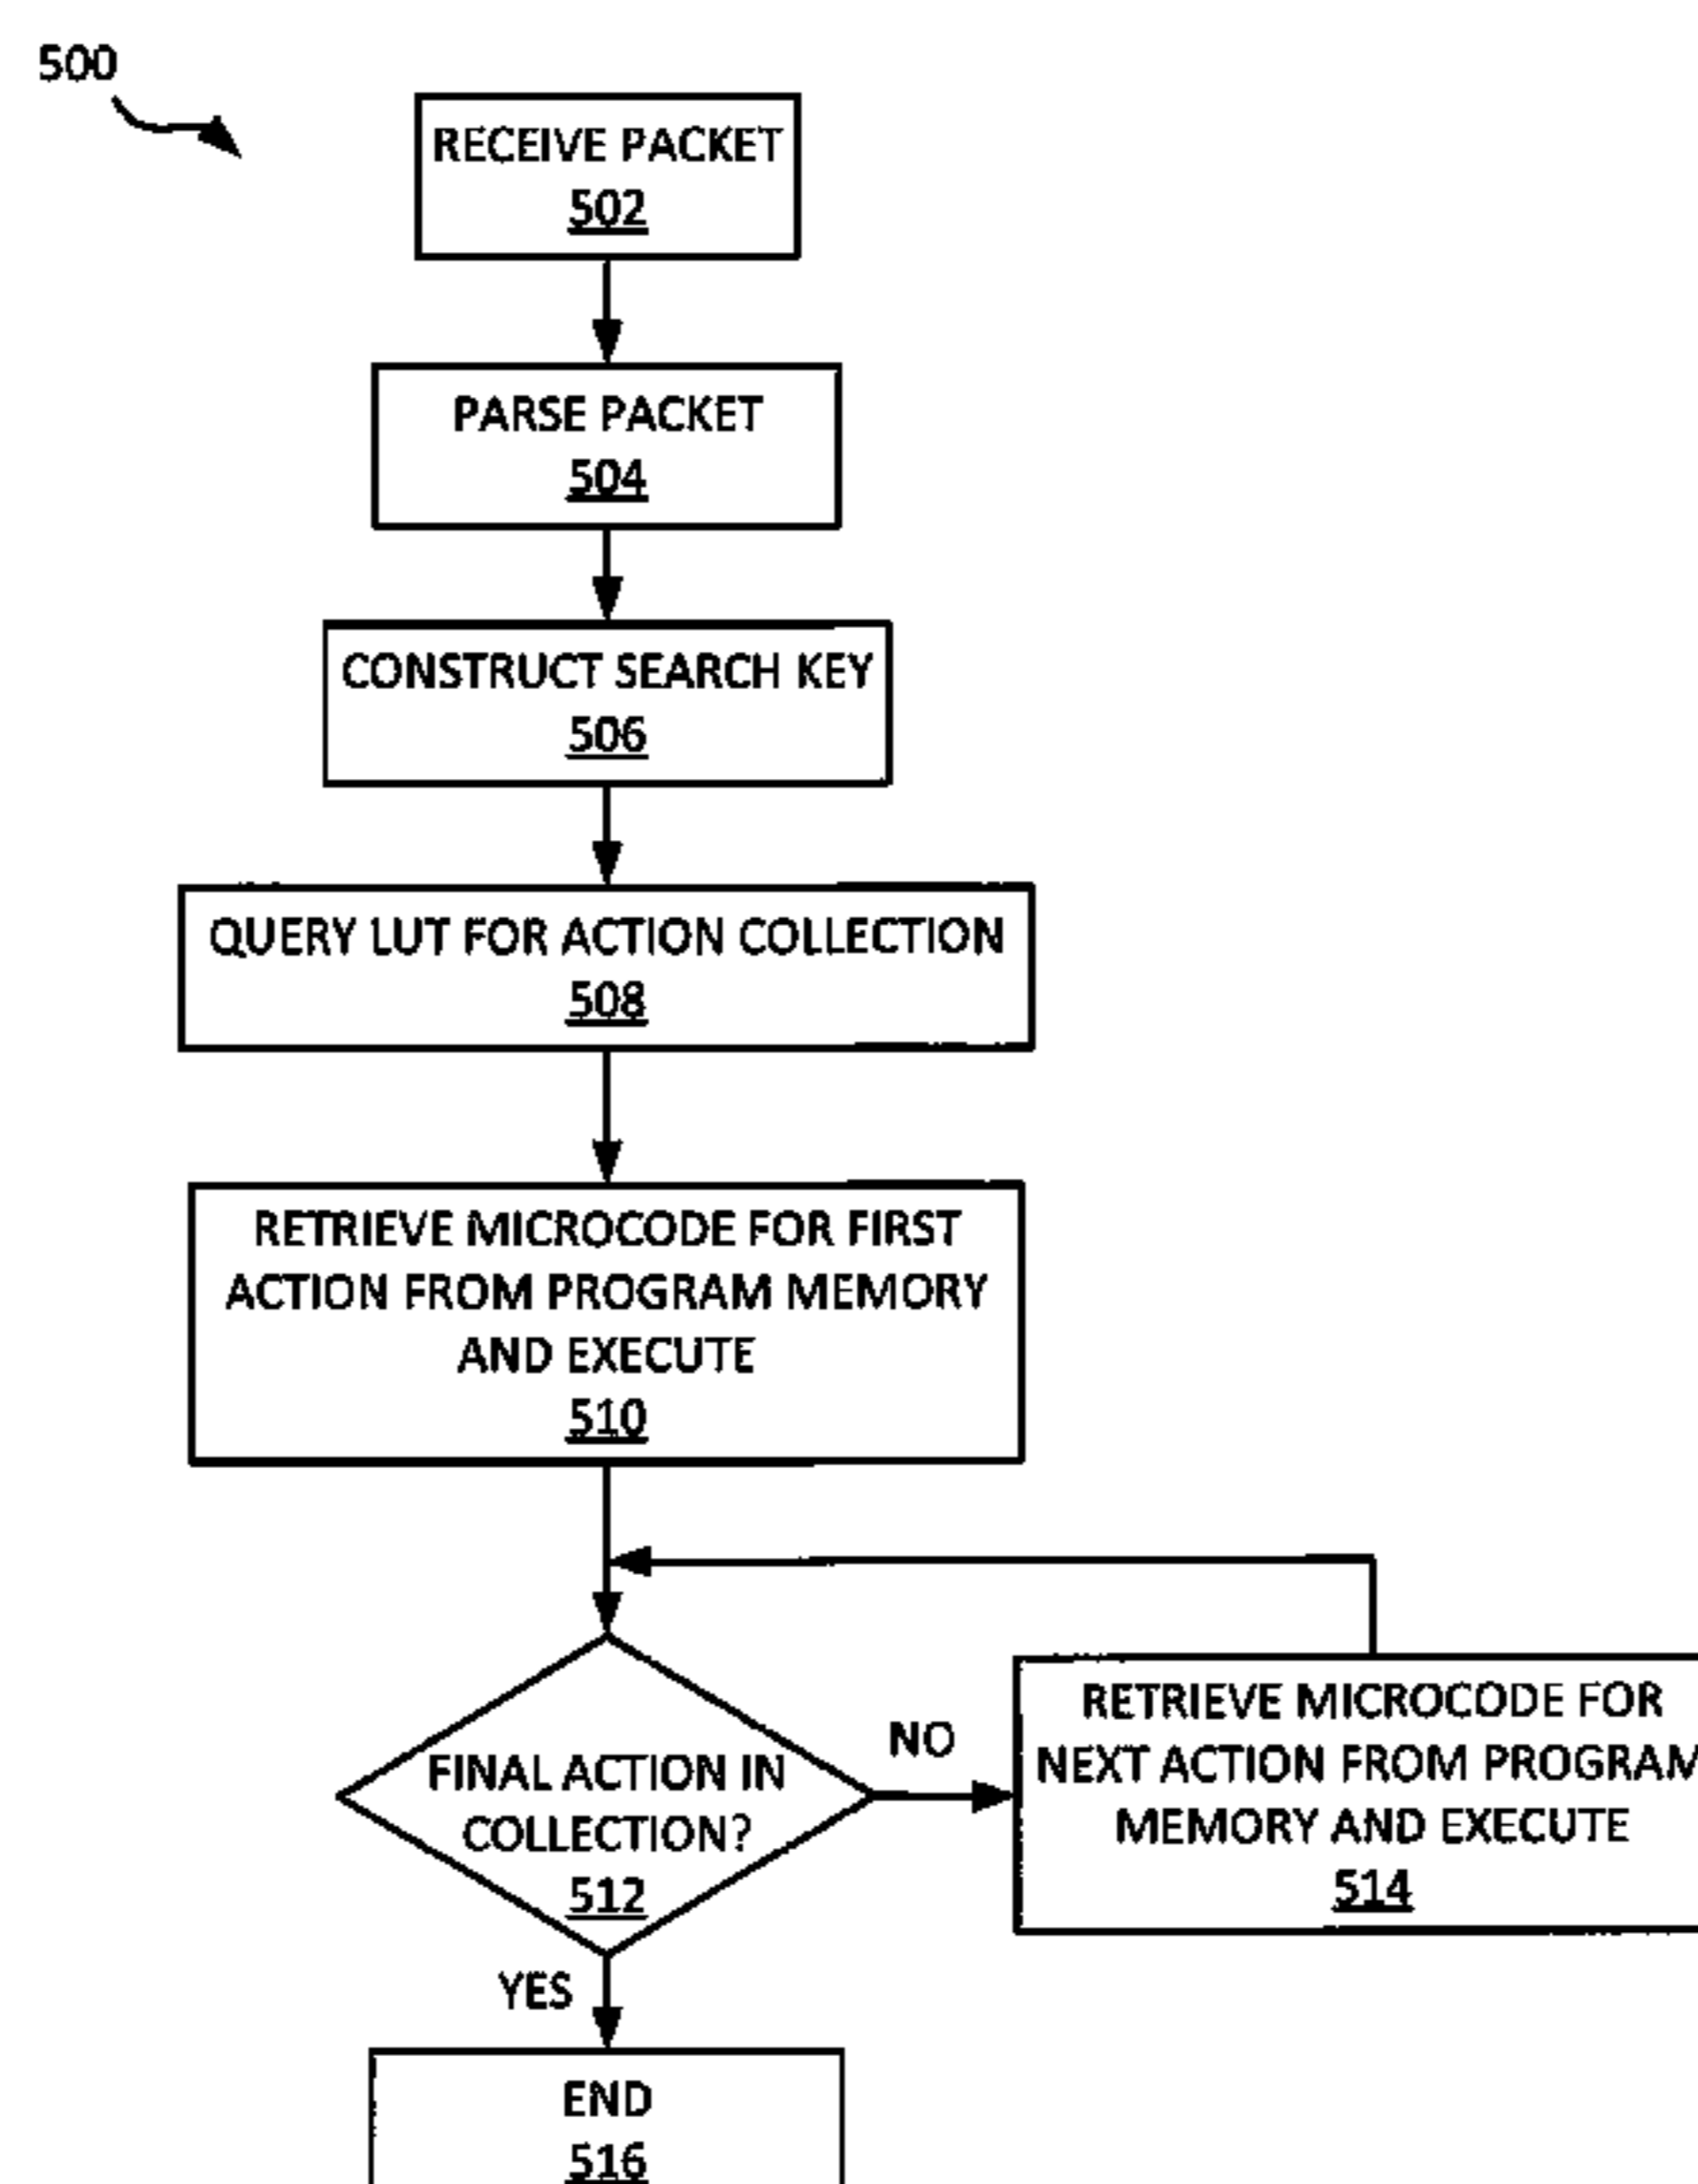 500
RECEIVE PACKET
502
PARSE PACKET
504
CONSTRUCT SEARCH KEY
506
QUERY LUT FOR ACTION COLLECTION
508
RETRIEVE MICROCODE FOR FIRST
ACTION FROM PROGRAM MEMORY
AND EXECUTE
510
FINAL ACTION IN
COLLECTION?
512
NO
RETRIEVE MICROCODE FOR
NEXT ACTION FROM PROGRAM
MEMORY AND EXECUTE
514
YES
END
516